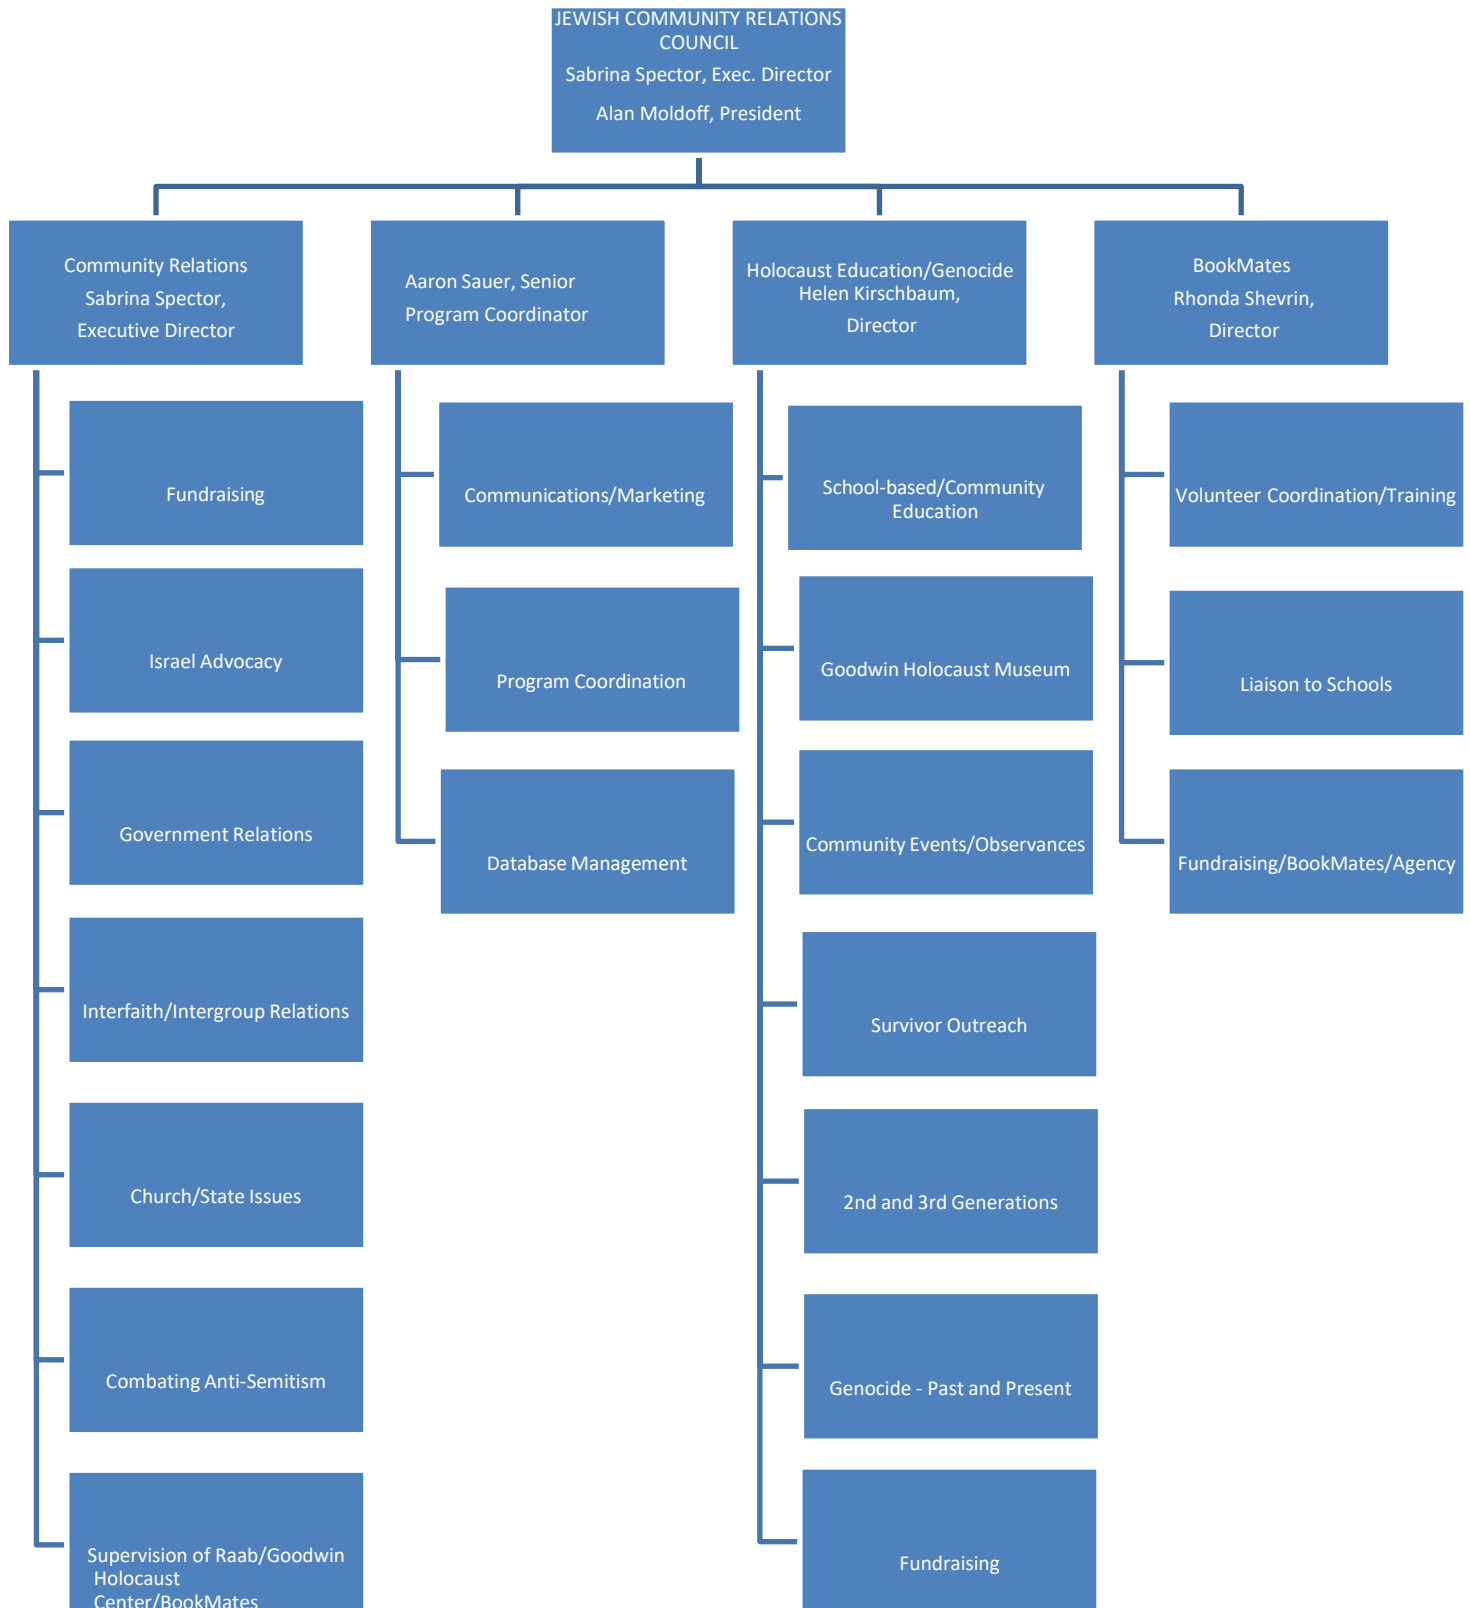 JEWISH COMMUNITY RELATIONS
COUNCIL
Sabrina Spector, Exec. Director
Alan Moldoff, President
Community Relations
Sabrina Spector,
Executive Director
Aaron Sauer, Senior
Program Coordinator
Holocaust Education/Genocide
Helen Kirschbaum,
Director
BookMates
Rhonda Shevrin,
Director
Fundraising
Israel Advocacy
Government Relations
Interfaith/Intergroup Relations
Church/State Issues
Combating Anti-Semitism
Supervision of Raab/Goodwin
Holocaust
Center/BookMates
Communications/Marketing
Program Coordination
Database Management
School-based/Community
Education
Goodwin Holocaust Museum
Community Events/Observances
Survivor Outreach
2nd and 3rd Generations
Genocide - Past and Present
Fundraising
Volunteer Coordination/Training
Liaison to Schools
Fundraising/BookMates/Agency